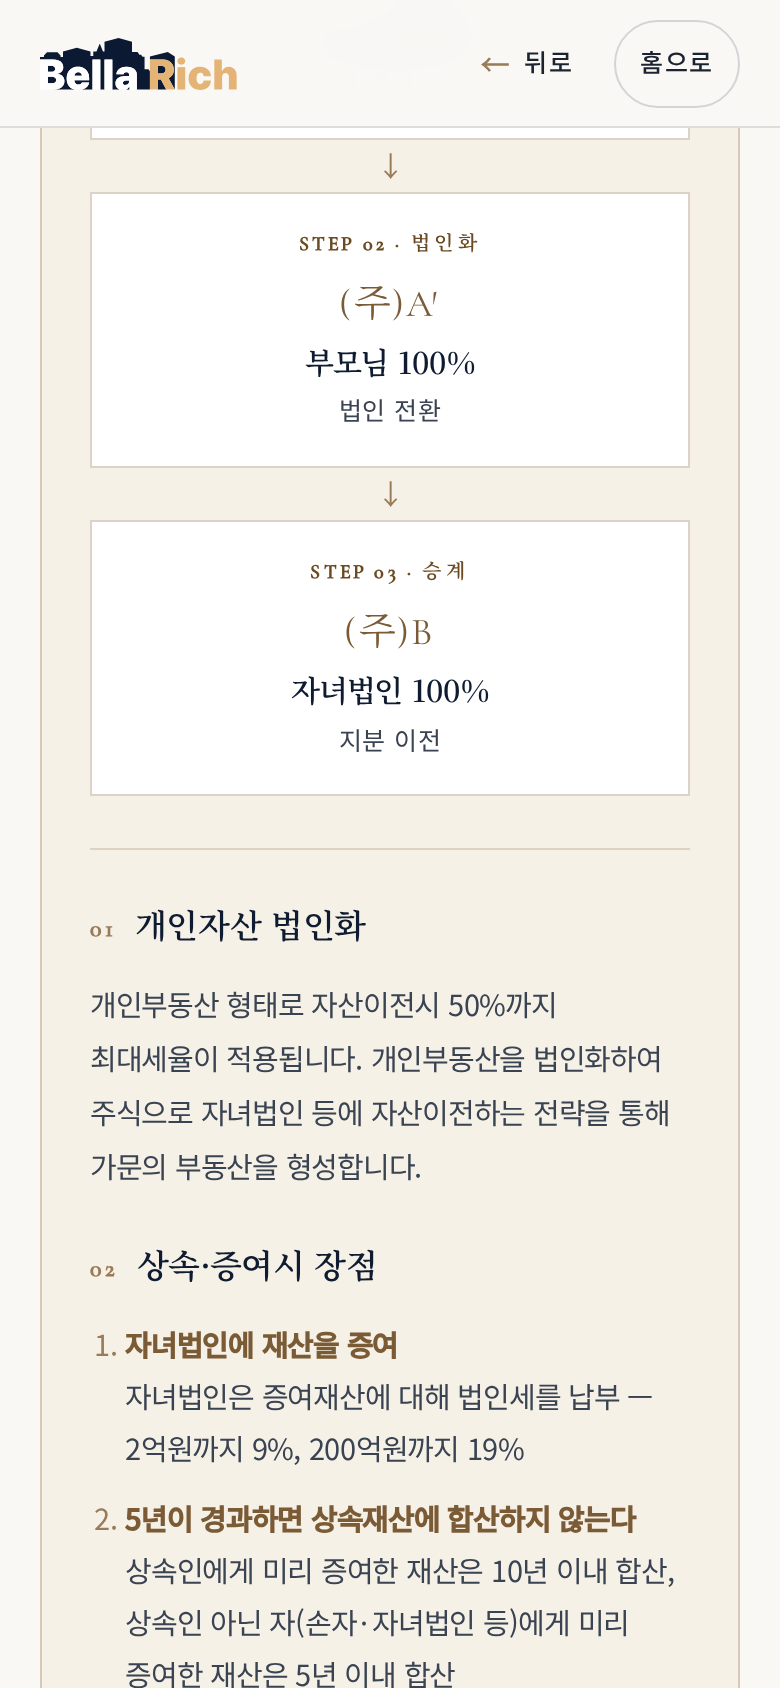 Bella Rich
← 뒤로
홈으로
↓
STEP 02 · 법인화
(주)A'
부모님 100%
법인 전환
↓
STEP 03 · 승계
(주)B
자녀법인 100%
지분 이전
01 개인자산 법인화
개인부동산 형태로 자산이전시 50%까지
최대세율이 적용됩니다. 개인부동산을 법인화하여
주식으로 자녀법인 등에 자산이전하는 전략을 통해
가문의 부동산을 형성합니다.
02 상속·증여시 장점
1. 자녀법인에 재산을 증여
자녀법인은 증여재산에 대해 법인세를 납부 —
2억원까지 9%, 200억원까지 19%
2. 5년이 경과하면 상속재산에 합산하지 않는다
상속인에게 미리 증여한 재산은 10년 이내 합산,
상속인 아닌 자(손자·자녀법인 등)에게 미리
증여한 재산은 5년 이내 합산